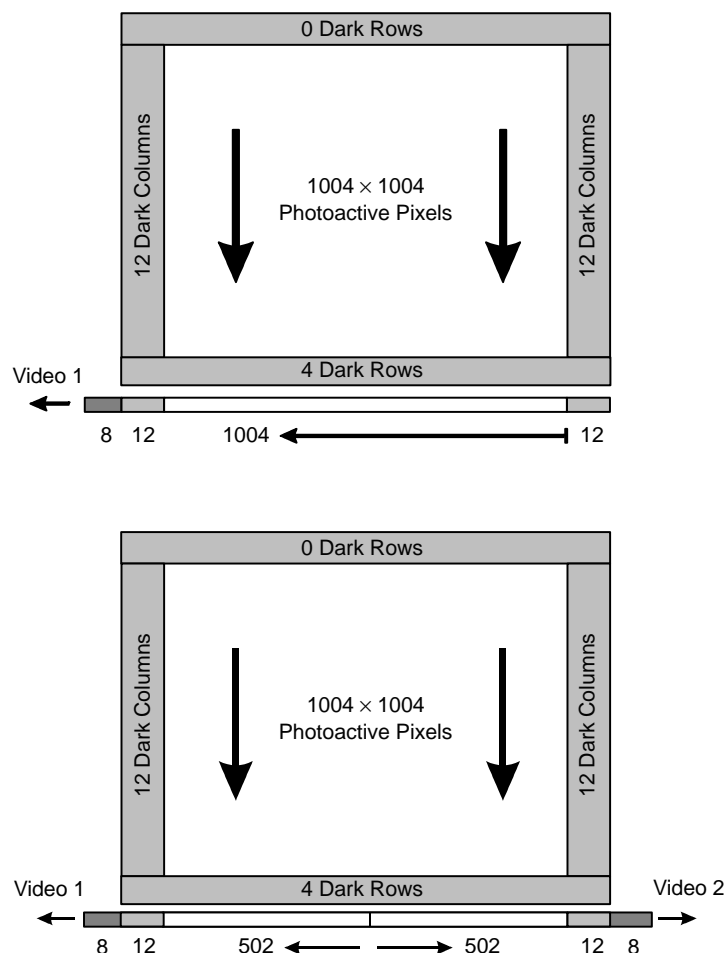 0 Dark Rows
12 Dark Columns
1004 × 1004
Photoactive Pixels
12 Dark Columns
4 Dark Rows
Video 1
8 12 1004 12
0 Dark Rows
12 Dark Columns
1004 × 1004
Photoactive Pixels
12 Dark Columns
4 Dark Rows
Video 1 Video 2
8 12 502 502 12 8